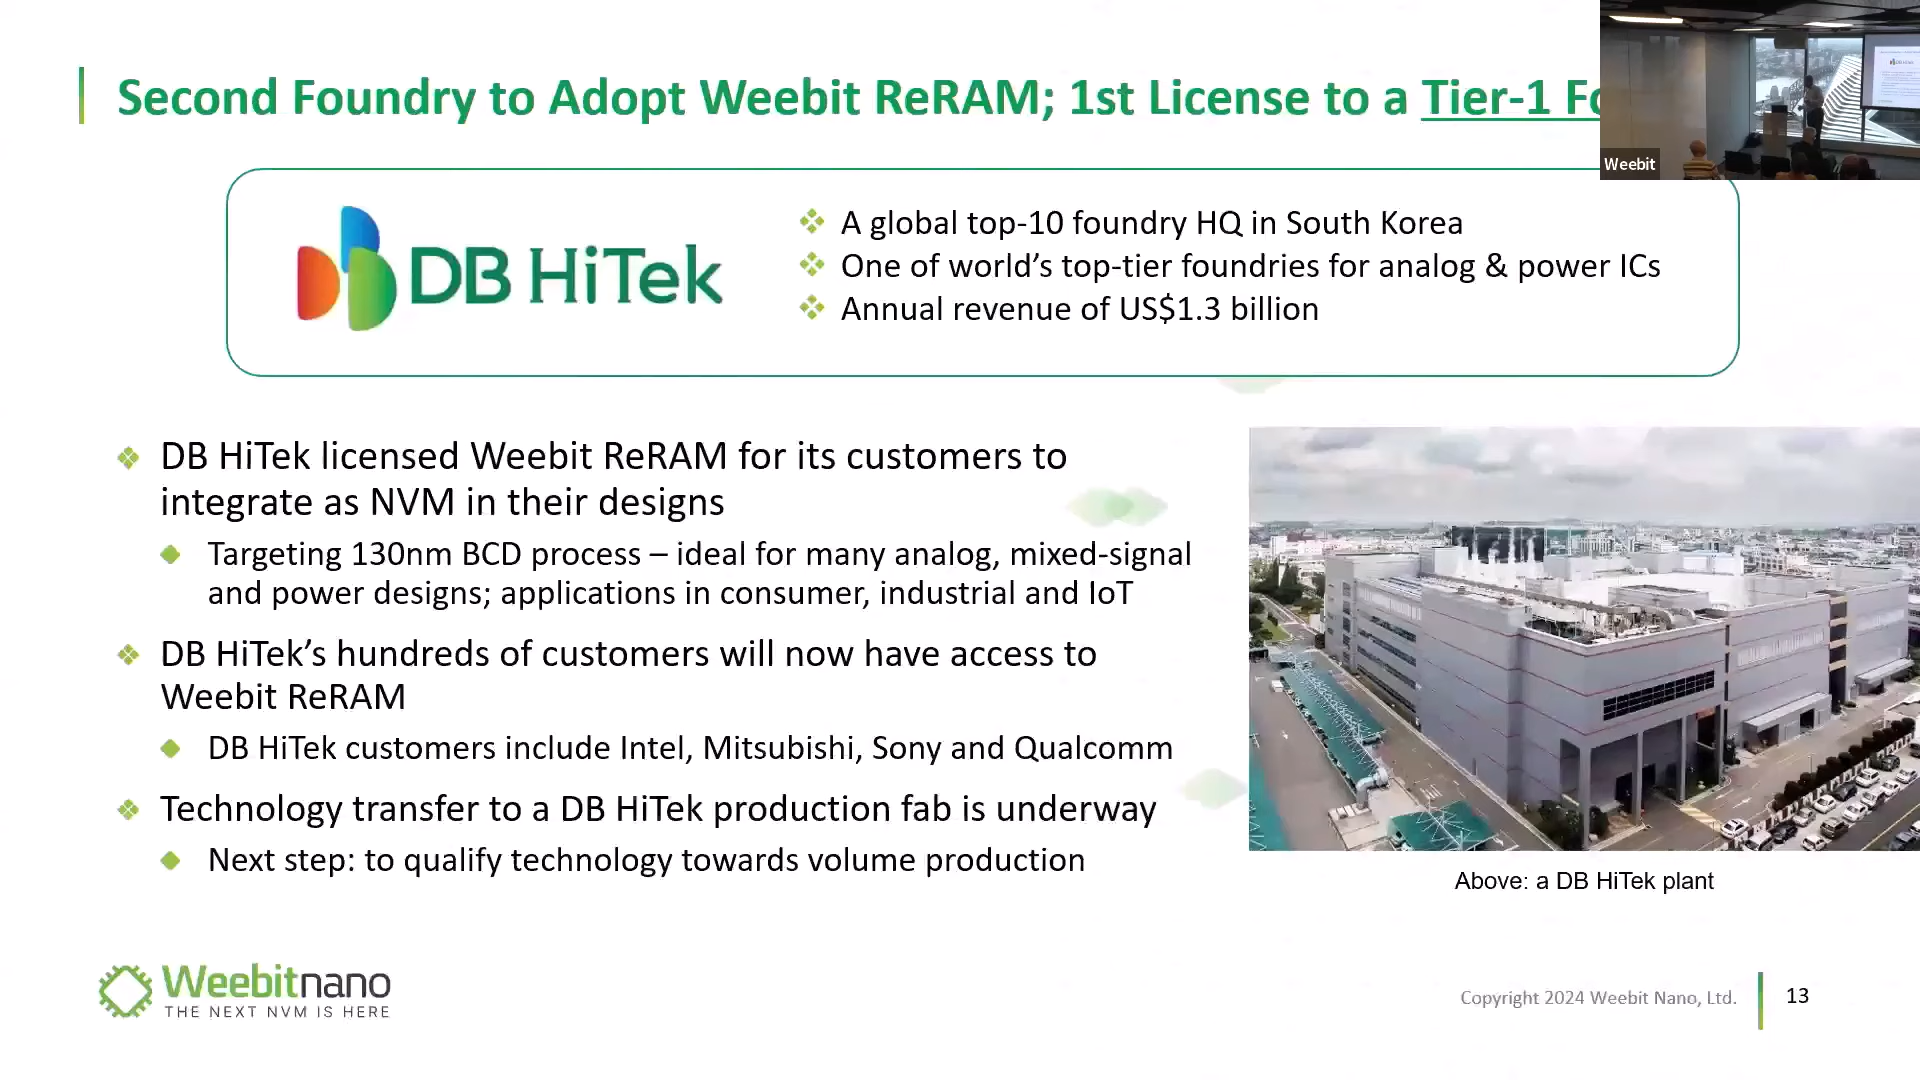 Second Foundry to Adopt Weebit ReRAM; 1st License to a Tier-1
Weebit
DB HiTek
A global top-10 foundry HQ in South Korea
One of world's top-tier foundries for analog & power ICs
Annual revenue of US$1.3 billion
DB HiTek licensed Weebit ReRAM for its customers to
integrate as NVM in their designs
Targeting 130nm BCD process – ideal for many analog, mixed-signal
and power designs; applications in consumer, industrial and IoT
DB HiTek's hundreds of customers will now have access to
Weebit ReRAM
DB HiTek customers include Intel, Mitsubishi, Sony and Qualcomm
Technology transfer to a DB HiTek production fab is underway
Next step: to qualify technology towards volume production
Above: a DB HiTek plant
Weebitnano
THE NEXT NVM IS HERE
Copyright 2024 Weebit Nano, Ltd.
13